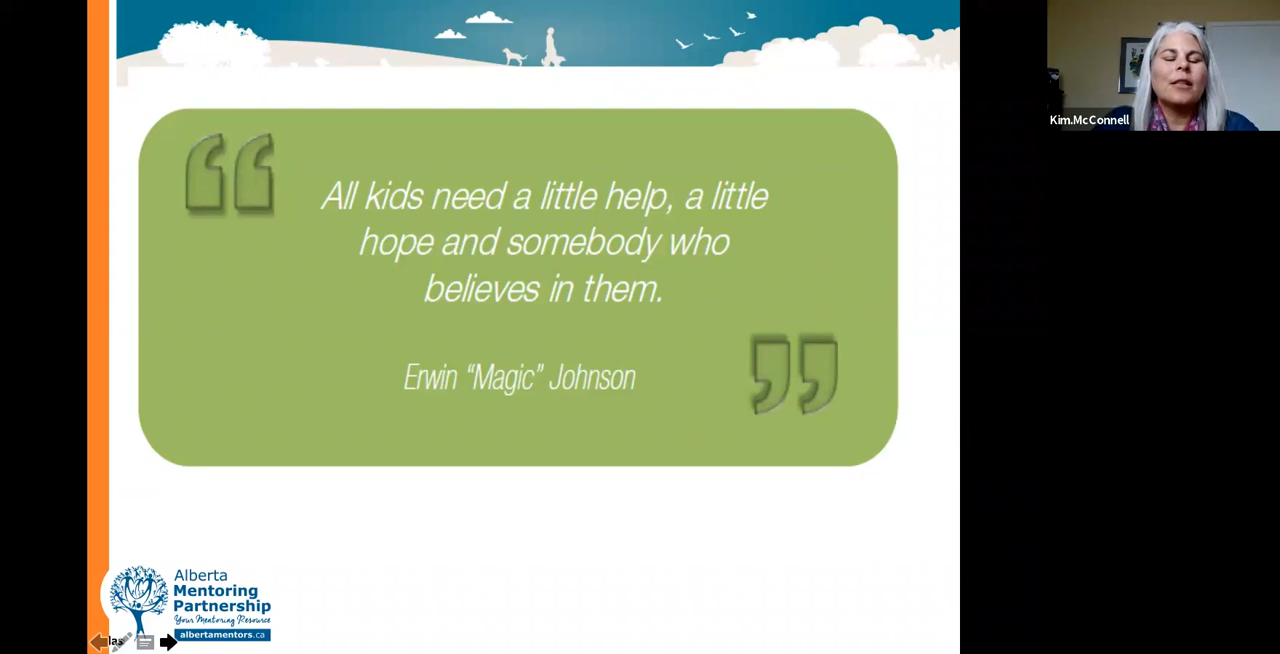 Kim.McConnell
All kids need a little help, a little
hope and somebody who
believes in them.
Erwin “Magic” Johnson
Alberta
Mentoring
Partnership
Your Mentoring Resource
albertamentors.ca
las